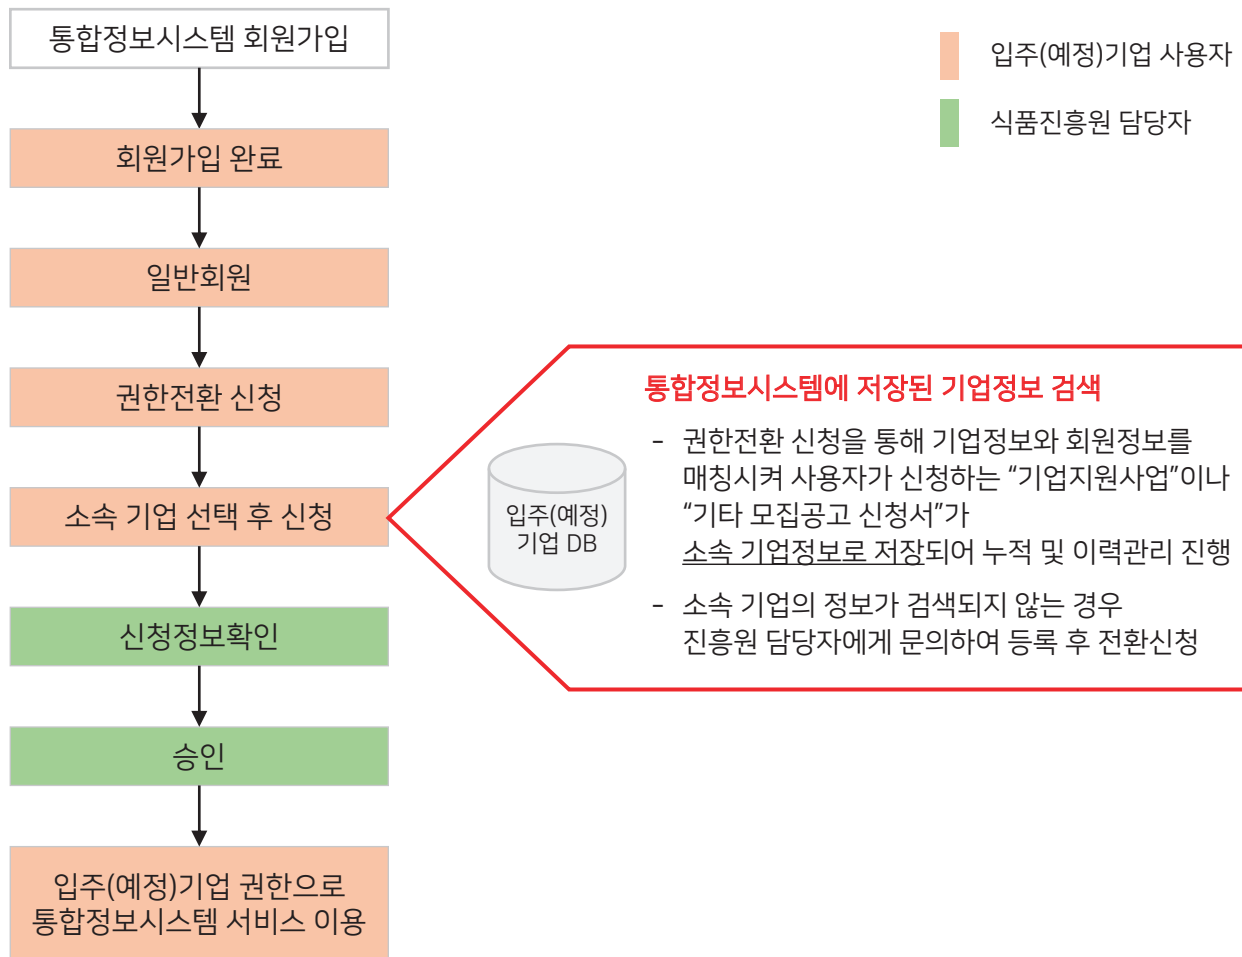 통합정보시스템 회원가입
입주(예정)기업 사용자
식품진흥원 담당자
회원가입 완료
일반회원
권한전환 신청
소속 기업 선택 후 신청
신청정보확인
승인
입주(예정)기업 권한으로
통합정보시스템 서비스 이용
입주(예정)
기업 DB
통합정보시스템에 저장된 기업정보 검색
- 권한전환 신청을 통해 기업정보와 회원정보를
매칭시켜 사용자가 신청하는 “기업지원사업”이나
“기타 모집공고 신청서”가
소속 기업정보로 저장되어 누적 및 이력관리 진행
- 소속 기업의 정보가 검색되지 않는 경우
진흥원 담당자에게 문의하여 등록 후 전환신청